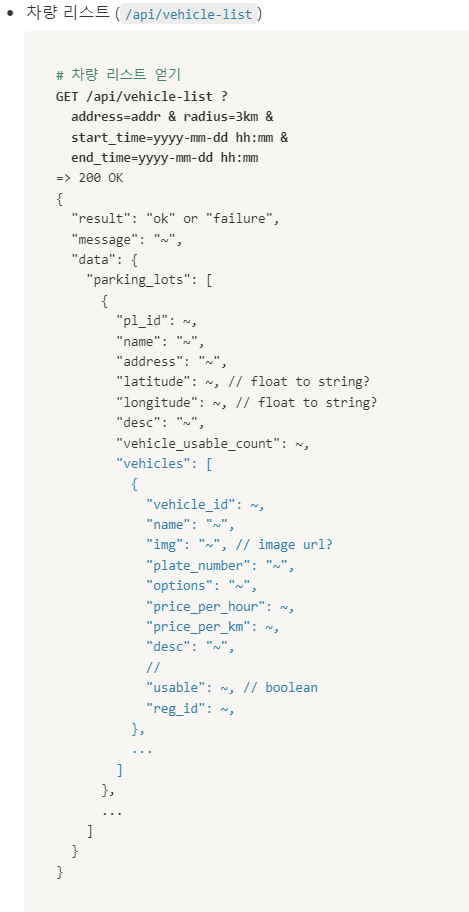 • 차량 리스트 (/api/vehicle-list)
# 차량 리스트 얻기
GET /api/vehicle-list ?
  address=addr & radius=3km &
  start_time=yyyy-mm-dd hh:mm &
  end_time=yyyy-mm-dd hh:mm
=> 200 OK
{
  "result": "ok" or "failure",
  "message": "~",
  "data": {
    "parking_lots": [
      {
        "pl_id": ~,
        "name": "~",
        "address": "~",
        "latitude": ~, // float to string?
        "longitude": ~, // float to string?
        "desc": "~",
        "vehicle_usable_count": ~,
        "vehicles": [
          {
            "vehicle_id": ~,
            "name": "~",
            "img": "~", // image url?
            "plate_number": "~",
            "options": "~",
            "price_per_hour": ~,
            "price_per_km": ~,
            "desc": "~",
            //
            "usable": ~, // boolean
            "reg_id": ~,
          },
          ...
        ]
      },
      ...
    ]
  }
}